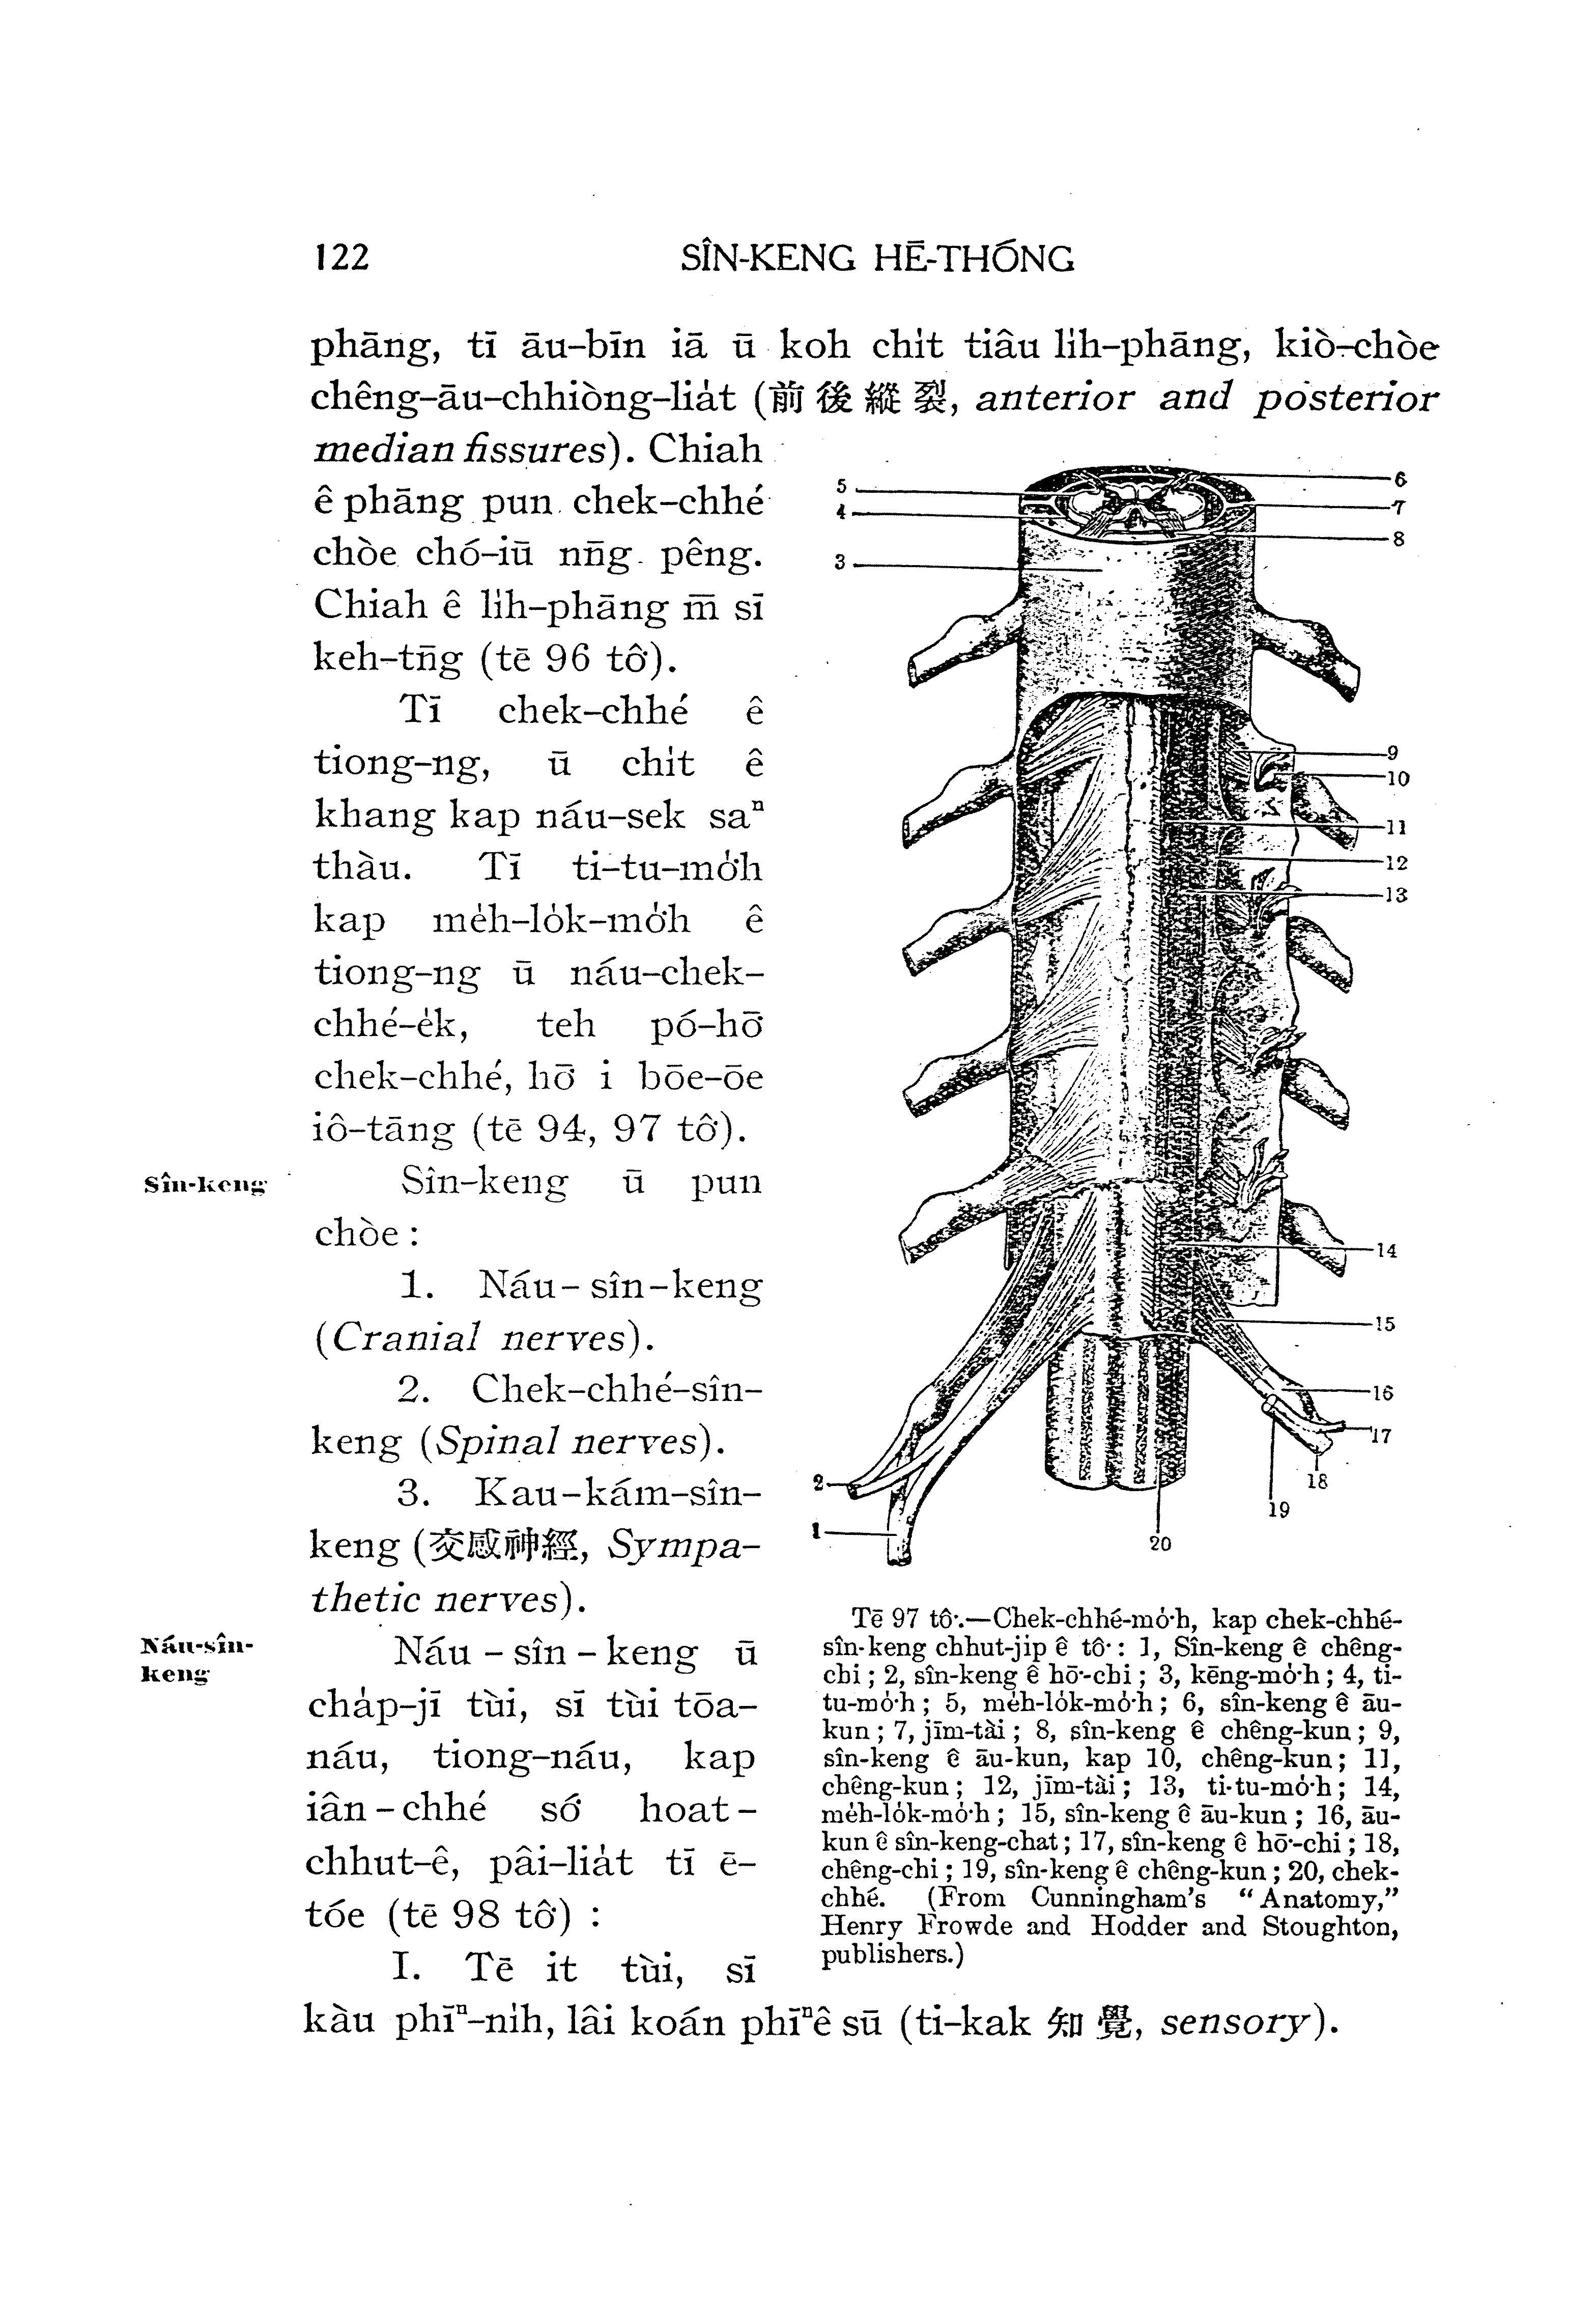 122 SÎN-KENG HĒ-THÓNG
phāng, tī āu-bīn iā ū koh chi̍t tiâu li̍h-phāng, kiò-chòe
chêng-āu-chhiòng-lia̍t (前後縱裂, anterior and posterior
median fissures). Chiah
ê phāng pun chek-chhé
chòe chó-iū nn̄g pêng.
Chiah ê li̍h-phāng m̄ sī
keh-tn̄g (tē 96 tô͘).
Tī chek-chhé ê
tiong-ng, ū chi̍t ê
khang kap náu-sek saⁿ
thàu. Tī ti-tu-mo̍͘h
kap me̍h-lo̍k-mo̍͘h ê
tiong-ng ū náu-chek-
chhé-e̍k, teh pó-hō͘
chek-chhé, hō͘ i bōe-ōe
iô-tāng (tē 94, 97 tô͘).
Sîn-keng
Sîn-keng ū pun
chòe :
1. Náu-sîn-keng
(Cranial nerves).
2. Chek-chhé-sîn-
keng (Spinal nerves).
3. Kau-kám-sîn-
keng (交感神經, Sympa-
thetic nerves).
Náu-sîn-
keng
Náu-sîn-keng ū
cha̍p-jī tùi, sī tùi tōa-
náu, tiong-náu, kap
iân-chhé só͘ hoat-
chhut-ê, pâi-lia̍t tī ē-
tóe (tē 98 tô͘) :
I. Tē it tùi, sī
kàu phīⁿ-ni̍h, lâi koán phīⁿ ê sū (ti-kak 知覺, sensory).
5
4
3
6
7
8
9
10
11
12
13
14
15
16
17
18
19
20
2
1
Tē 97 tô͘.—Chek-chhé-mo̍͘h, kap chek-chhé-
sîn-keng chhut-ji̍p ê tô͘ : 1, Sîn-keng ê chêng-
chi ; 2, sîn-keng ê hō͘-chi ; 3, kēng-mo̍͘h ; 4, ti-
tu-mo̍͘h ; 5, me̍h-lo̍k-mo̍͘h ; 6, sîn-keng ê āu-
kun ; 7, jīm-tài ; 8, sîn-keng ê chêng-kun ; 9,
sîn-keng ê āu-kun, kap 10, chêng-kun ; 11,
chêng-kun ; 12, jīm-tài ; 13, ti-tu-mo̍͘h ; 14,
me̍h-lo̍k-mo̍͘h ; 15, sîn-keng ê āu-kun ; 16, āu-
kun ê sîn-keng-chat ; 17, sîn-keng ê hō͘-chi ; 18,
chêng-chi ; 19, sîn-keng ê chêng-kun ; 20, chek-
chhé. (From Cunningham's “Anatomy,”
Henry Frowde and Hodder and Stoughton,
publishers.)